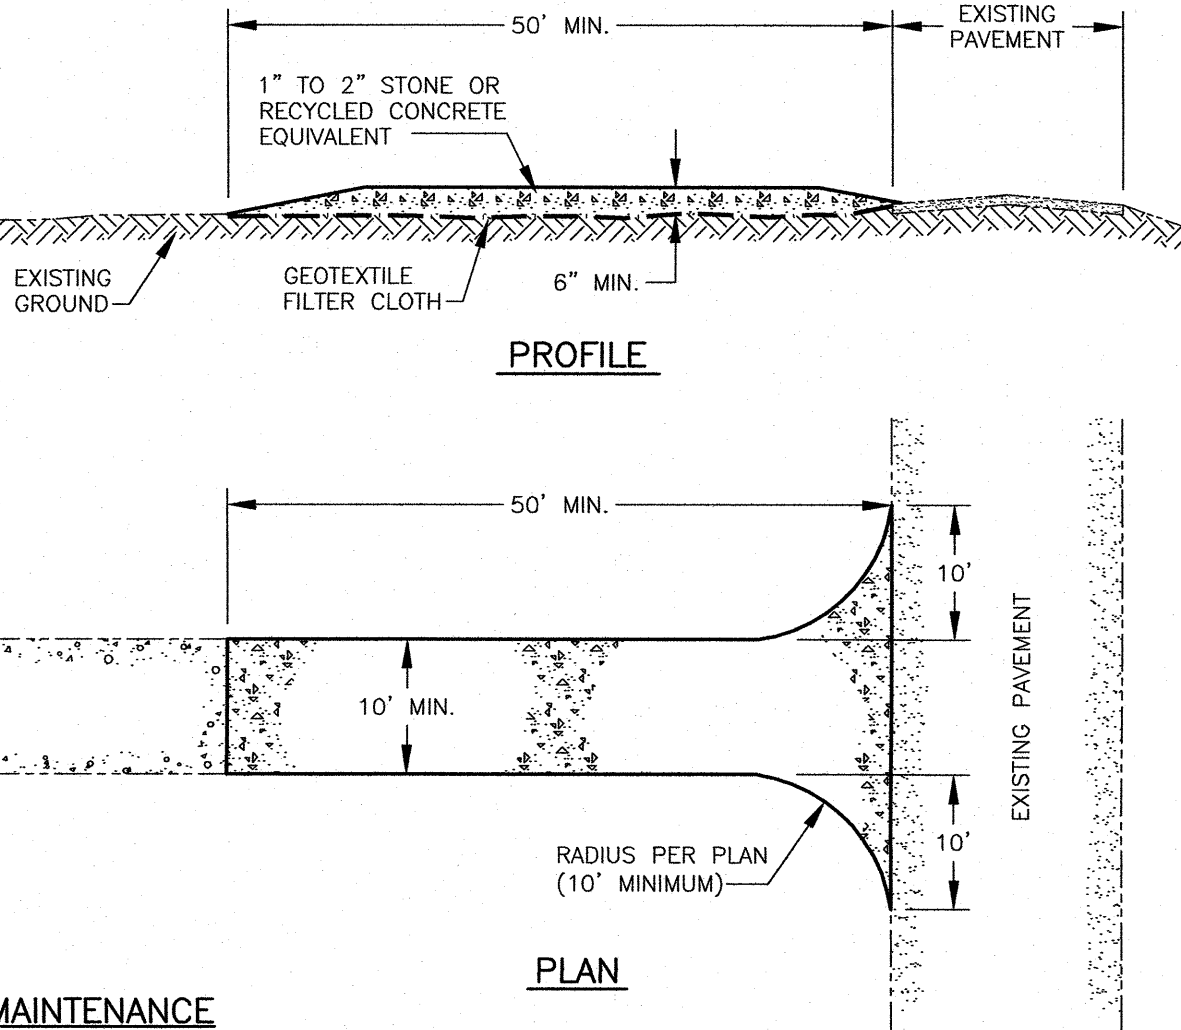 50' MIN.
EXISTING
PAVEMENT
1" TO 2" STONE OR
RECYCLED CONCRETE
EQUIVALENT
EXISTING
GROUND
GEOTEXTILE
FILTER CLOTH
6" MIN.
PROFILE
50' MIN.
10'
10' MIN.
EXISTING PAVEMENT
10'
RADIUS PER PLAN
(10' MINIMUM)
PLAN
MAINTENANCE